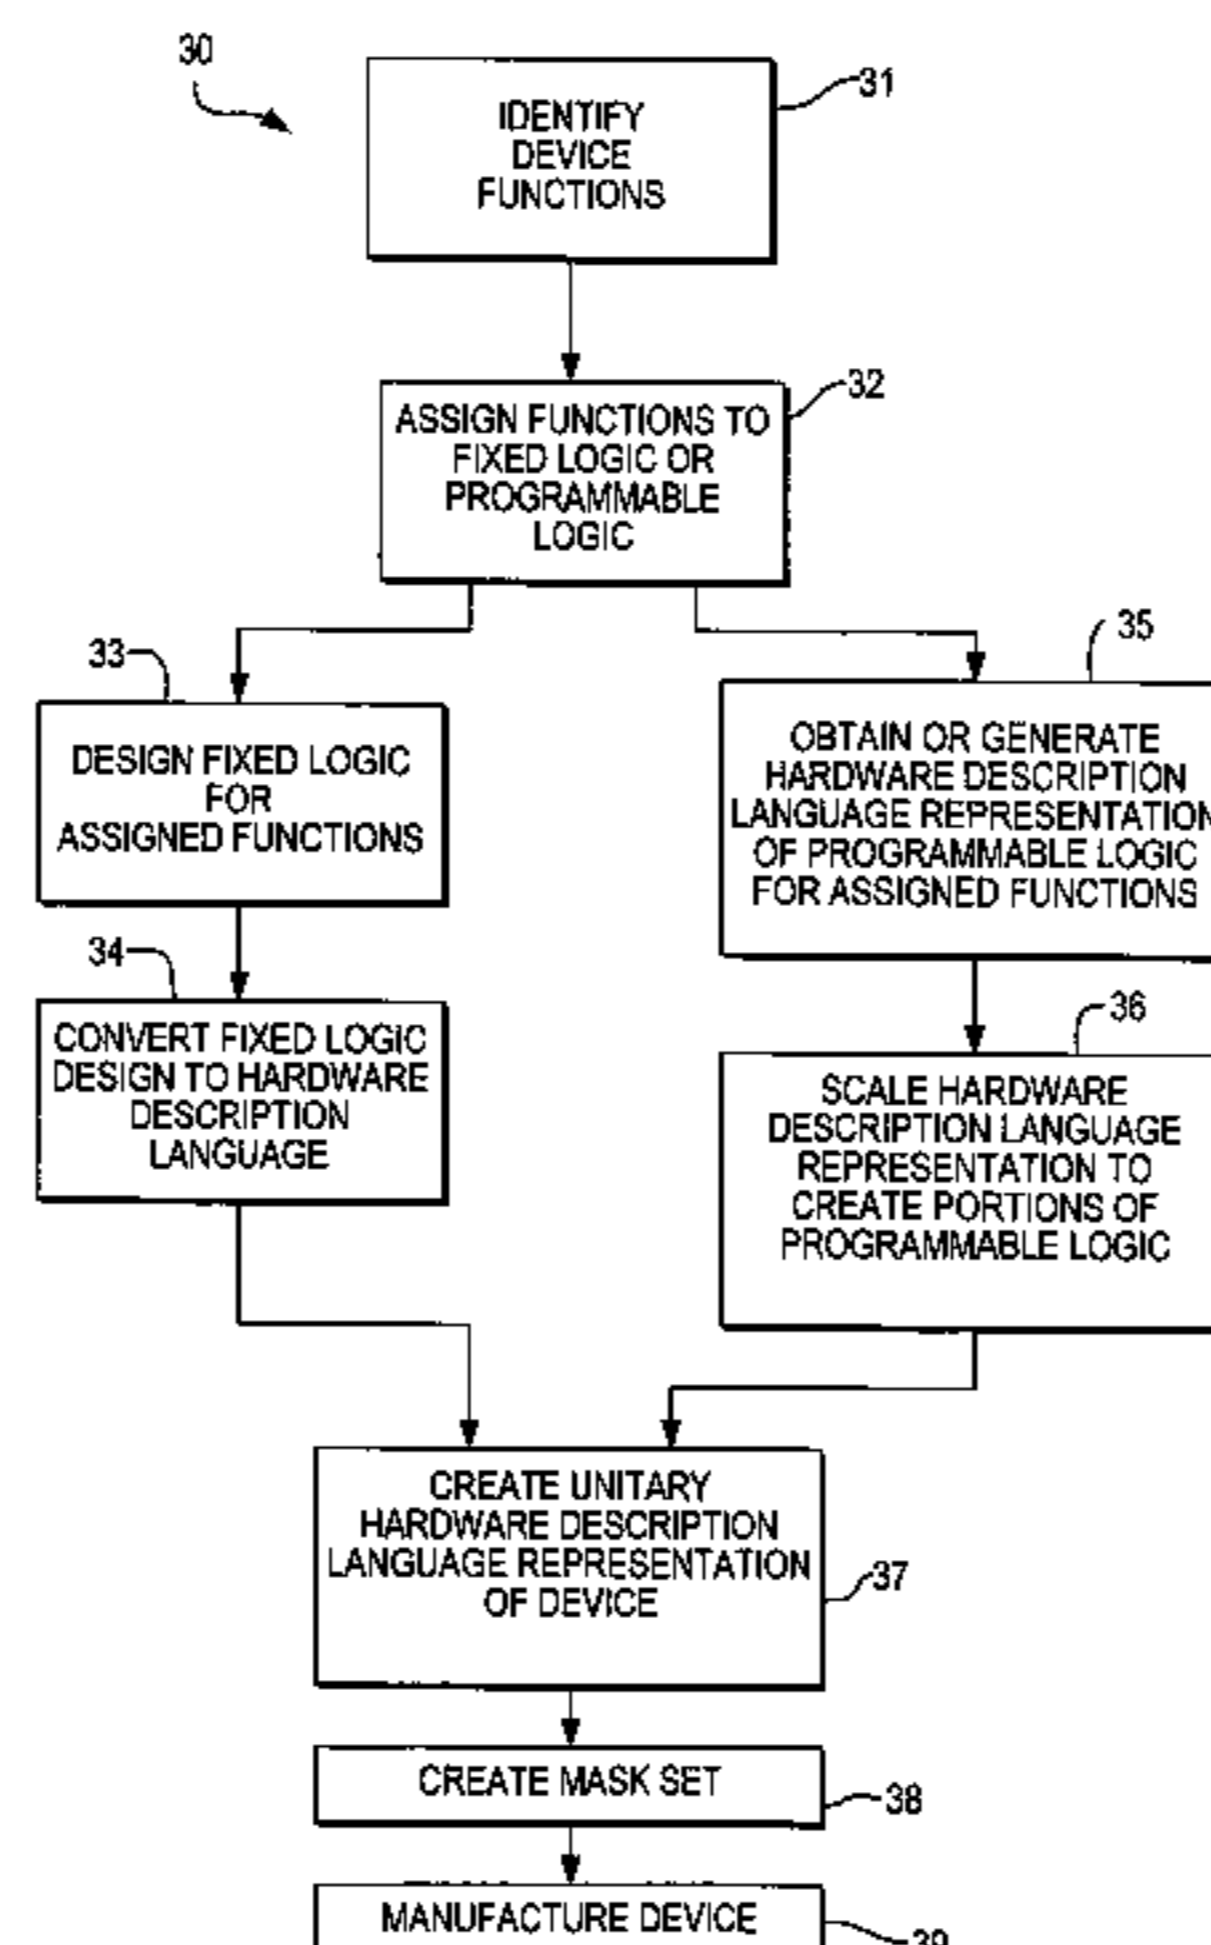 30
31
IDENTIFY
DEVICE
FUNCTIONS
32
ASSIGN FUNCTIONS TO
FIXED LOGIC OR
PROGRAMMABLE
LOGIC
33
DESIGN FIXED LOGIC
FOR
ASSIGNED FUNCTIONS
35
OBTAIN OR GENERATE
HARDWARE DESCRIPTION
LANGUAGE REPRESENTATION
OF PROGRAMMABLE LOGIC
FOR ASSIGNED FUNCTIONS
34
CONVERT FIXED LOGIC
DESIGN TO HARDWARE
DESCRIPTION
LANGUAGE
36
SCALE HARDWARE
DESCRIPTION LANGUAGE
REPRESENTATION TO
CREATE PORTIONS OF
PROGRAMMABLE LOGIC
CREATE UNITARY
HARDWARE DESCRIPTION
LANGUAGE REPRESENTATION
OF DEVICE
37
CREATE MASK SET
38
MANUFACTURE DEVICE
39